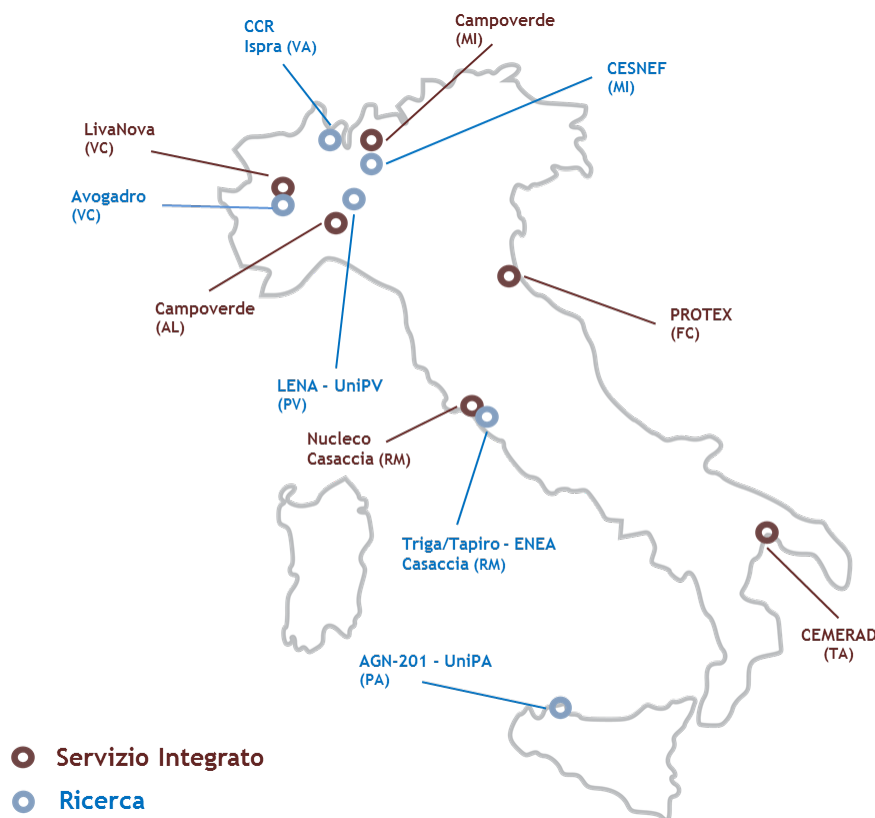 CCR
Ispra (VA)
Campoverde
(MI)
CESNEF
(MI)
LivaNova
(VC)
Avogadro
(VC)
Campoverde
(AL)
PROTEX
(FC)
LENA - UniPV
(PV)
Nucleco
Casaccia (RM)
Triga/Tapiro - ENEA
Casaccia (RM)
CEMERAD
(TA)
AGN-201 - UniPA
(PA)
Servizio Integrato
Ricerca